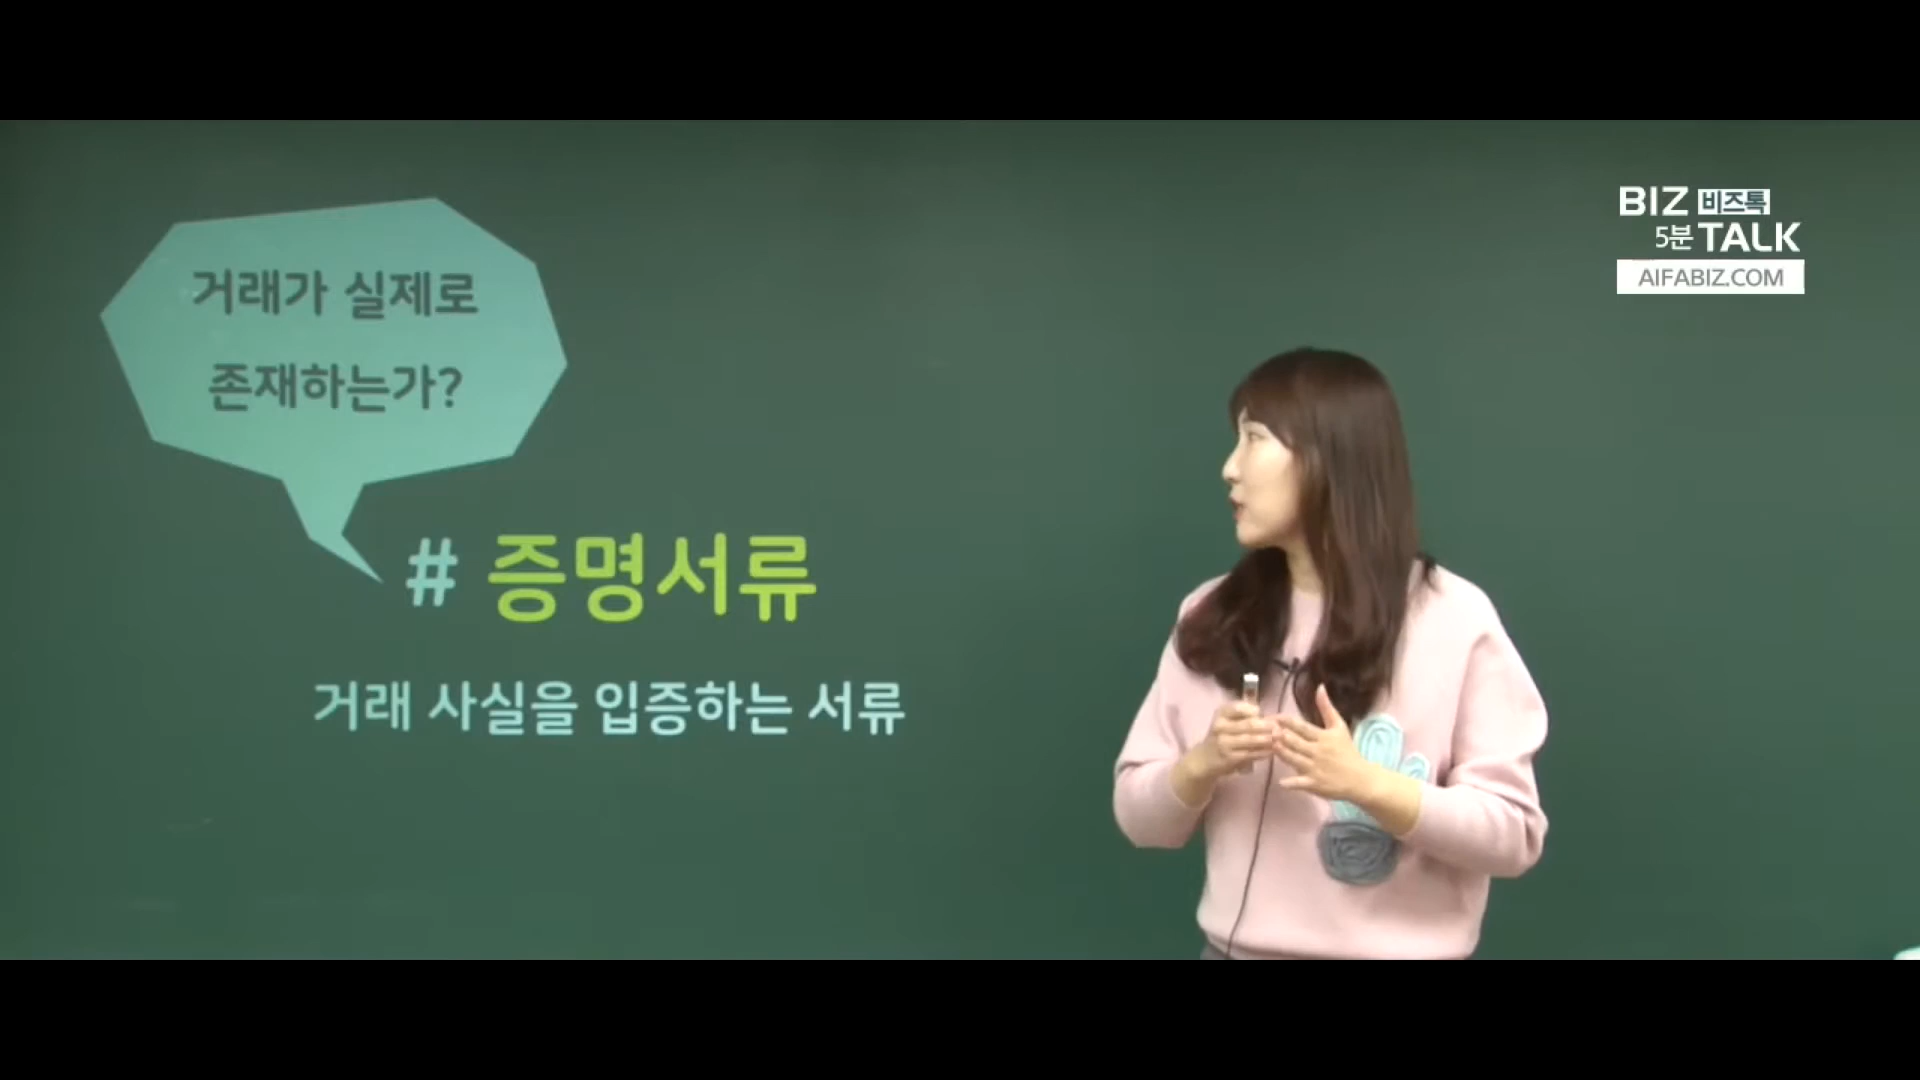 거래가 실제로
존재하는가?
# 증명서류
거래 사실을 입증하는 서류
BIZ 비즈톡
5분 TALK
AIFABIZ.COM